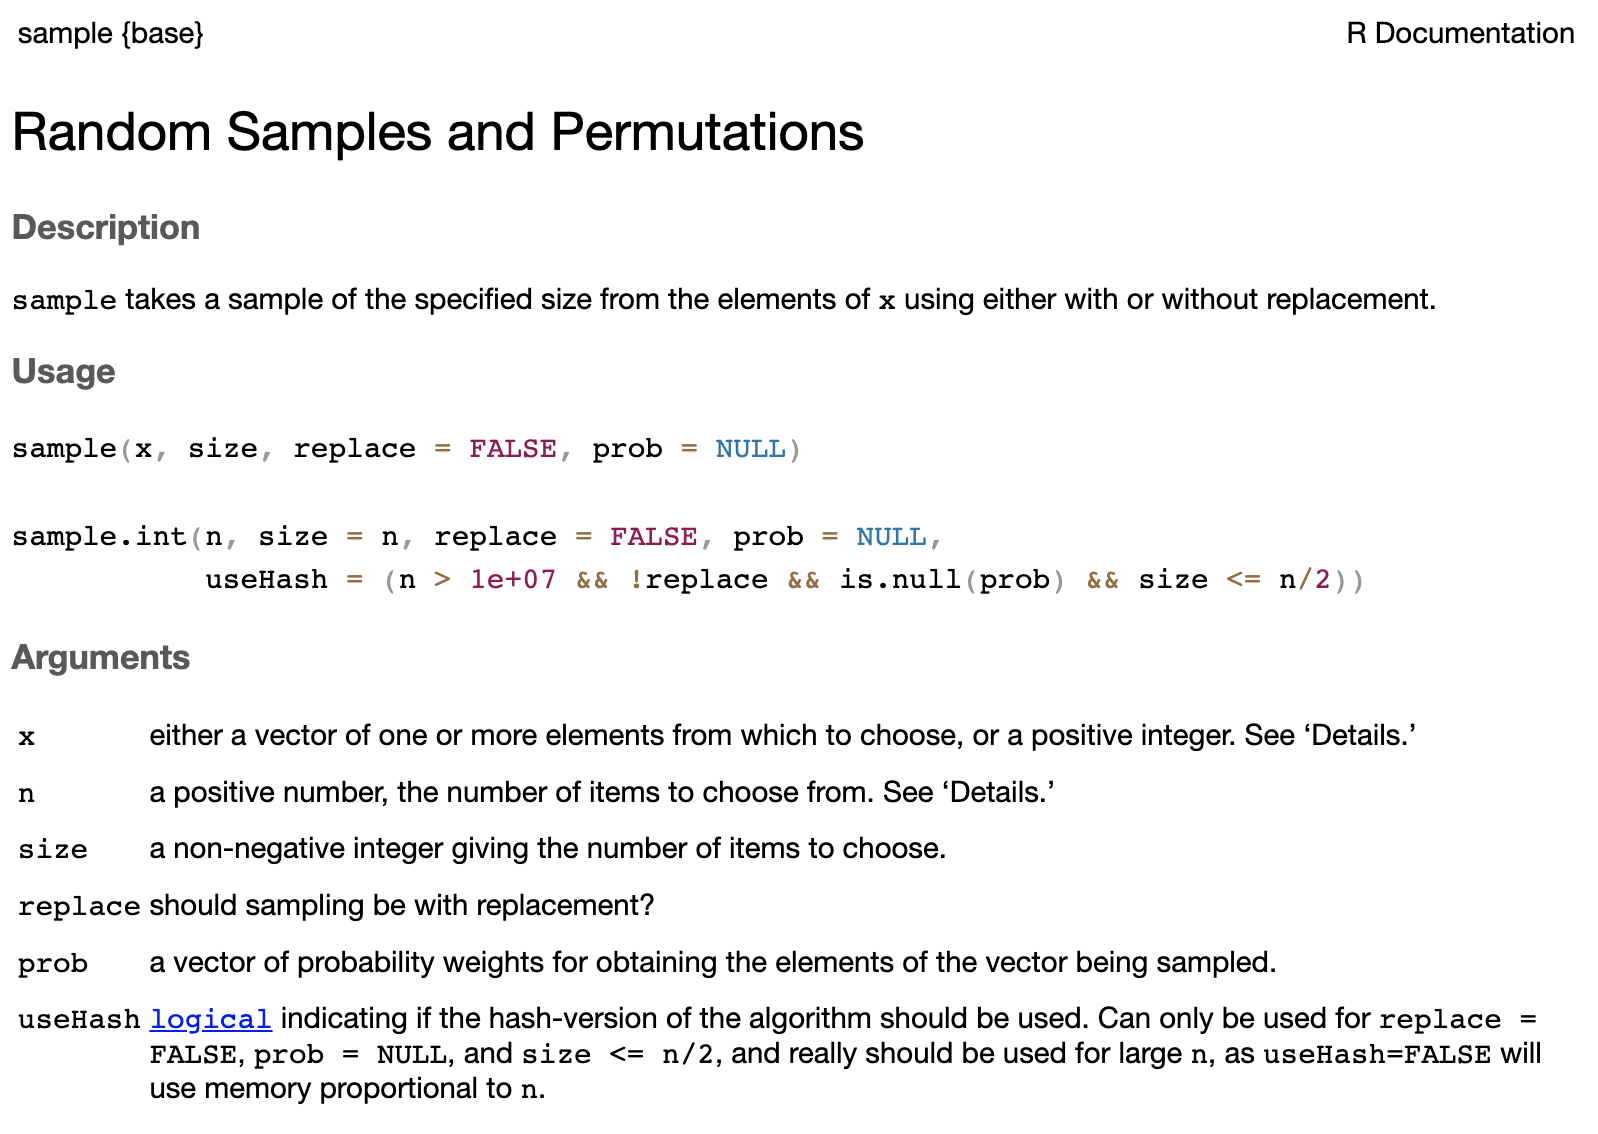 sample {base} R Documentation
Random Samples and Permutations
Description
sample takes a sample of the specified size from the elements of x using either with or without replacement.
Usage
sample(x, size, replace = FALSE, prob = NULL)
sample.int(n, size = n, replace = FALSE, prob = NULL,
           useHash = (n > 1e+07 && !replace && is.null(prob) && size <= n/2))
Arguments
x either a vector of one or more elements from which to choose, or a positive integer. See ‘Details.’
n a positive number, the number of items to choose from. See ‘Details.’
size a non-negative integer giving the number of items to choose.
replace should sampling be with replacement?
prob a vector of probability weights for obtaining the elements of the vector being sampled.
useHash logical indicating if the hash-version of the algorithm should be used. Can only be used for replace =
FALSE, prob = NULL, and size <= n/2, and really should be used for large n, as useHash=FALSE will
use memory proportional to n.